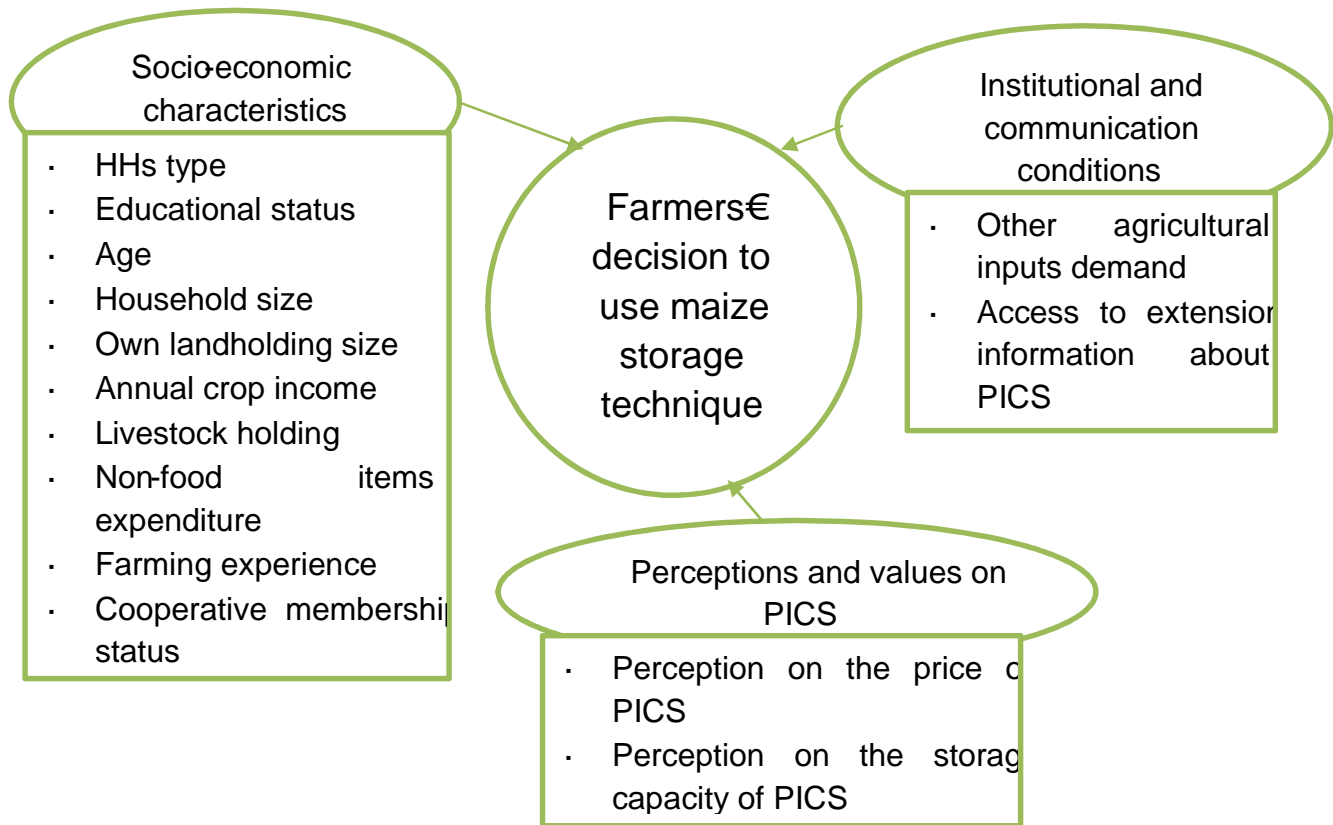 Socio-economic
characteristics
· HHs type
· Educational status
· Age
· Household size
· Own landholding size
· Annual crop income
· Livestock holding
· Non-food items
expenditure
· Farming experience
· Cooperative membership
status
Farmers€
decision to
use maize
storage
technique
Institutional and
communication
conditions
· Other agricultural
inputs demand
· Access to extension
information about
PICS
Perceptions and values on
PICS
· Perception on the price o
PICS
· Perception on the storag
capacity of PICS